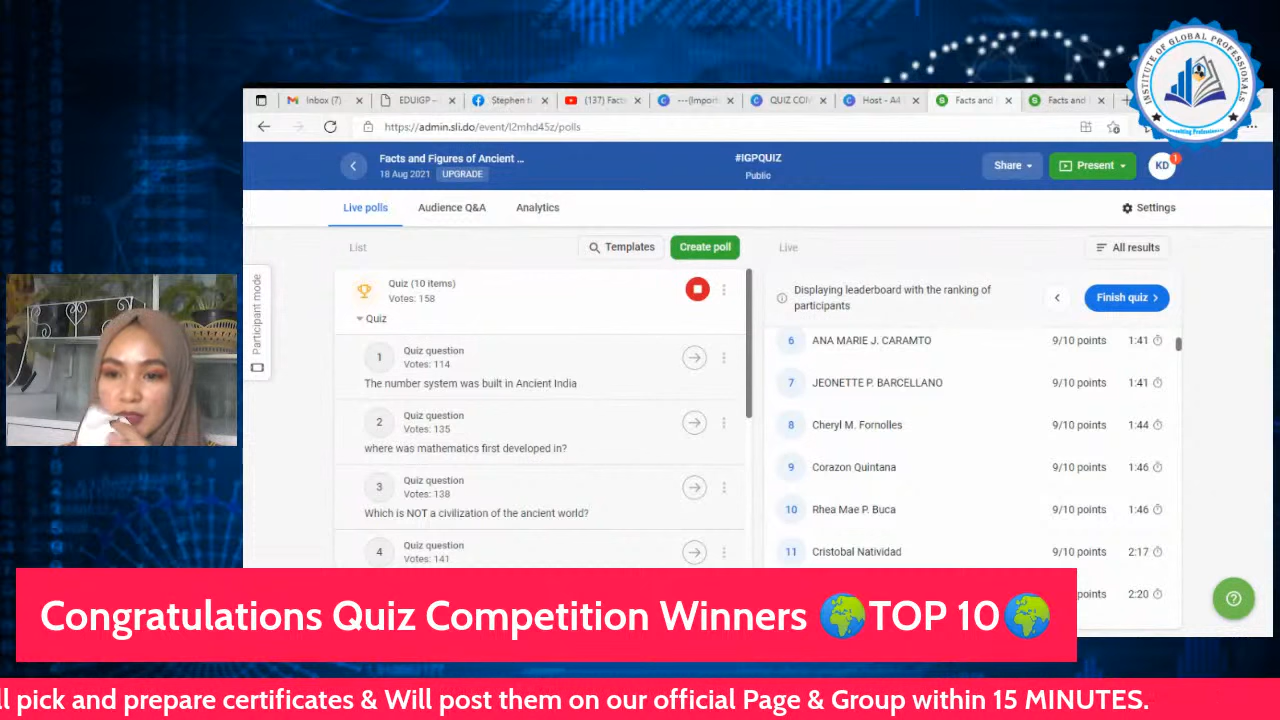 INSTITUTE OF GLOBAL PROFESSIONALS
Consulting Professionals
Inbox (7)
EDUIGP –
Stephen
(137) Facts
---(Import
QUIZ COM
Host - A4
Facts and
Facts and
https://admin.sli.do/event/l2mhd45z/polls
Facts and Figures of Ancient ...
18 Aug 2021 UPGRADE
#IGPQUIZ
Public
Share
Present
KD
1
Live polls
Audience Q&A
Analytics
Settings
List
Templates
Create poll
Live
All results
Participant mode
Quiz (10 items)
Votes: 158
Quiz
1
Quiz question
Votes: 114
The number system was built in Ancient India
2
Quiz question
Votes: 135
where was mathematics first developed in?
3
Quiz question
Votes: 138
Which is NOT a civilization of the ancient world?
4
Quiz question
Votes: 141
Displaying leaderboard with the ranking of
participants
Finish quiz
6 ANA MARIE J. CARAMTO 9/10 points 1:41
7 JEONETTE P. BARCELLANO 9/10 points 1:41
8 Cheryl M. Fornolles 9/10 points 1:44
9 Corazon Quintana 9/10 points 1:46
10 Rhea Mae P. Buca 9/10 points 1:46
11 Cristobal Natividad 9/10 points 2:17
points 2:20
Congratulations Quiz Competition Winners 🌍TOP 10🌍
ll pick and prepare certificates & Will post them on our official Page & Group within 15 MINUTES.